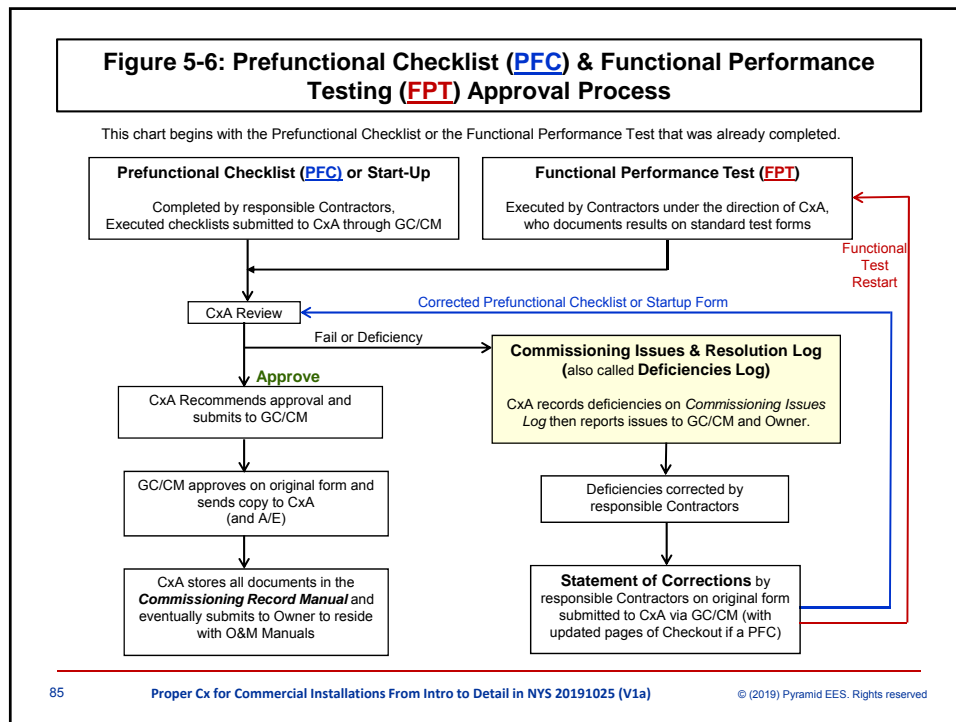 Figure 5-6: Prefunctional Checklist (PFC) & Functional Performance
Testing (FPT) Approval Process
This chart begins with the Prefunctional Checklist or the Functional Performance Test that was already completed.
Prefunctional Checklist (PFC) or Start-Up
Completed by responsible Contractors,
Executed checklists submitted to CxA through GC/CM
Functional Performance Test (FPT)
Executed by Contractors under the direction of CxA,
who documents results on standard test forms
Functional
Test
Restart
Corrected Prefunctional Checklist or Startup Form
CxA Review
Fail or Deficiency
Approve
Commissioning Issues & Resolution Log
(also called Deficiencies Log)
CxA records deficiencies on Commissioning Issues
Log then reports issues to GC/CM and Owner.
CxA Recommends approval and
submits to GC/CM
GC/CM approves on original form and
sends copy to CxA
(and A/E)
Deficiencies corrected by
responsible Contractors
CxA stores all documents in the
Commissioning Record Manual and
eventually submits to Owner to reside
with O&M Manuals
Statement of Corrections by
responsible Contractors on original form
submitted to CxA via GC/CM (with
updated pages of Checkout if a PFC)
85
Proper Cx for Commercial Installations From Intro to Detail in NYS 20191025 (V1a)
© (2019) Pyramid EES. Rights reserved